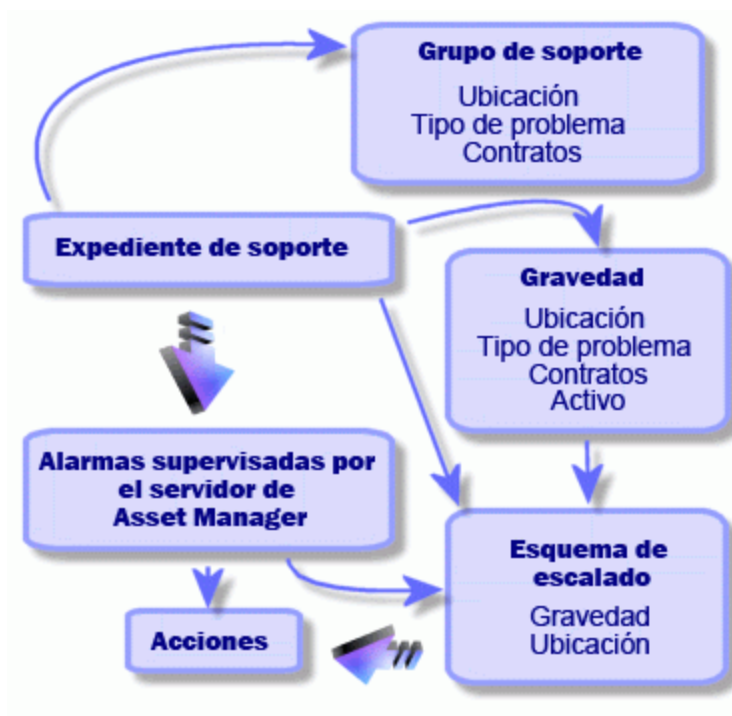 Grupo de soporte
Ubicación
Tipo de problema
Contratos
Expediente de soporte
Gravedad
Ubicación
Tipo de problema
Contratos
Activo
Alarmas supervisadas por
el servidor de
Asset Manager
Esquema de
escalado
Gravedad
Ubicación
Acciones